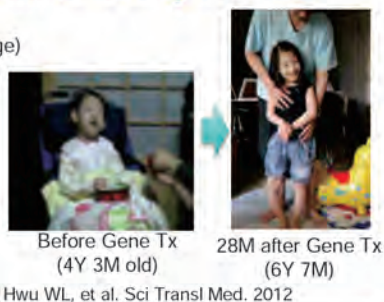 ge)
Before Gene Tx
(4Y 3M old)
28M after Gene Tx
(6Y 7M)
Hwu WL, et al. Sci Transl Med. 2012